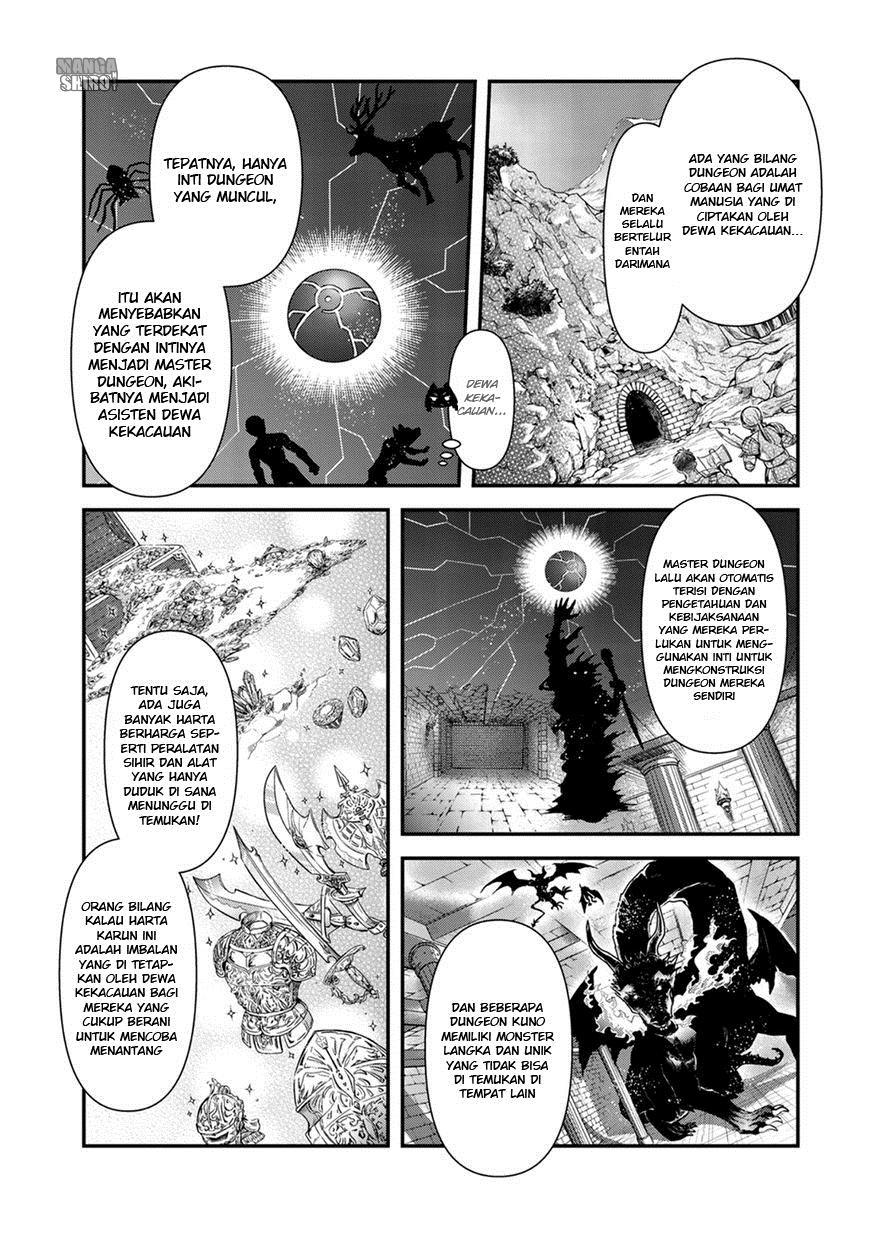 MANGA
SHIRO!
ADA YANG BILANG
DUNGEON ADALAH
COBAAN BAGI UMAT
MANUSIA YANG DI
CIPTAKAN OLEH
DEWA KEKACAUAN...
DAN
MEREKA
SELALU
BERTELUR
ENTAH
DARIMANA
TEPATNYA, HANYA
INTI DUNGEON
YANG MUNCUL,
ITU AKAN
MENYEBABKAN
YANG TERDEKAT
DENGAN INTINYA
MENJADI MASTER
DUNGEON, AKI-
BATNYA MENJADI
ASISTEN DEWA
KEKACAUAN
DEWA
KEKA-
CAUAN...
MASTER DUNGEON
LALU AKAN OTOMATIS
TERISI DENGAN
PENGETAHUAN DAN
KEBIJAKSANAAN
YANG MEREKA PER-
LUKAN UNTUK MENG-
GUNAKAN INTI UNTUK
MENGKONSTRUKSI
DUNGEON MEREKA
SENDIRI
DAN BEBERAPA
DUNGEON KUNO
MEMILIKI MONSTER
LANGKA DAN UNIK
YANG TIDAK BISA
DI TEMUKAN DI
TEMPAT LAIN
TENTU SAJA,
ADA JUGA
BANYAK HARTA
BERHARGA SEP-
ERTI PERALATAN
SIHIR DAN ALAT
YANG HANYA
DUDUK DI SANA
MENUNGGU DI
TEMUKAN!
ORANG BILANG
KALAU HARTA
KARUN INI
ADALAH IMBALAN
YANG DI TETAP-
KAN OLEH DEWA
KEKACAUAN BAGI
MEREKA YANG
CUKUP BERANI
UNTUK MENCOBA
MENANTANG